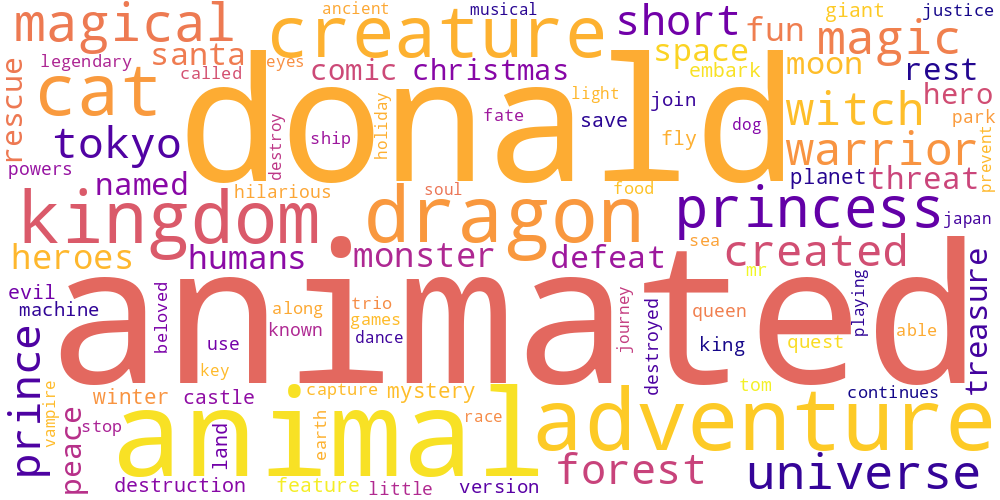 magical
creature
ancient
musical
short
giant
justice
santa
fun
magic
legendary
called
eyes
comic
christmas
space
embark
moon
rest
rescue
cat
donald
light
join
witch
hero
park
tokyo
destroy
ship
holiday
fate
save
fly
dog
warrior
prevent
powers
named
hilarious
soul
food
planet
threat
kingdom
dragon
princess
japan
heroes
humans
monster
defeat
sea
created
animated
evil
machine
beloved
along
known
trio
games
dance
journey
destroyed
queen
king
mr
quest
playing
able
treasure
prince
vampire
use
key
winter
castle
capture
mystery
tom
continues
peace
stop
land
animal
earth
race
adventure
destruction
feature
little
version
forest
universe